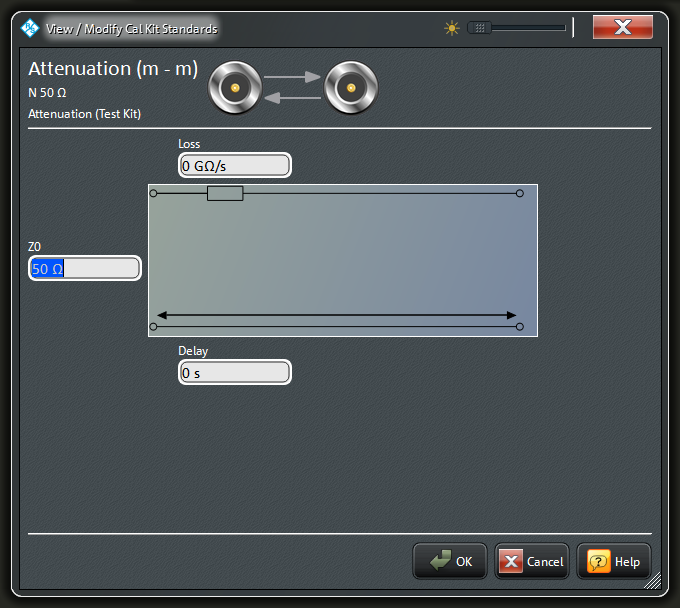 View / Modify Cal Kit Standards
Attenuation (m - m)
N 50 Ω
Attenuation (Test Kit)
Loss
0 GΩ/s
Z0
50 Ω
Delay
0 s
OK
Cancel
Help